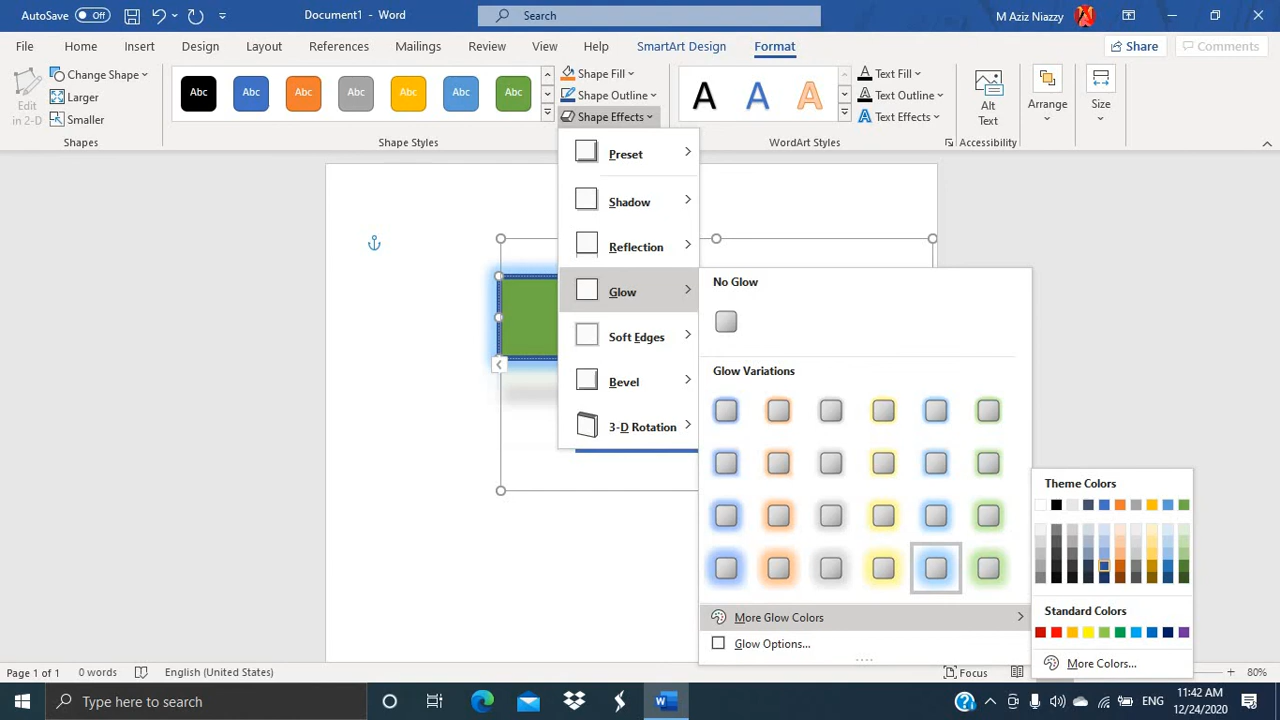 AutoSave Off Document1 - Word Search M Aziz Niazzy
File Home Insert Design Layout References Mailings Review View Help SmartArt Design Format Share Comments
Edit in 2-D
Change Shape
Larger
Smaller
Shapes
Abc Abc Abc Abc Abc Abc Abc
Shape Styles
Shape Fill
Shape Outline
Shape Effects
A A A
WordArt Styles
Text Fill
Text Outline
Text Effects
Alt
Text
Accessibility
Arrange
Size
Preset
Shadow
Reflection
Glow
Soft Edges
Bevel
3-D Rotation
No Glow
Glow Variations
More Glow Colors
Glow Options...
Theme Colors
Standard Colors
More Colors...
Page 1 of 1 0 words English (United States) Focus 80%
Type here to search
W
ENG
11:42 AM
12/24/2020